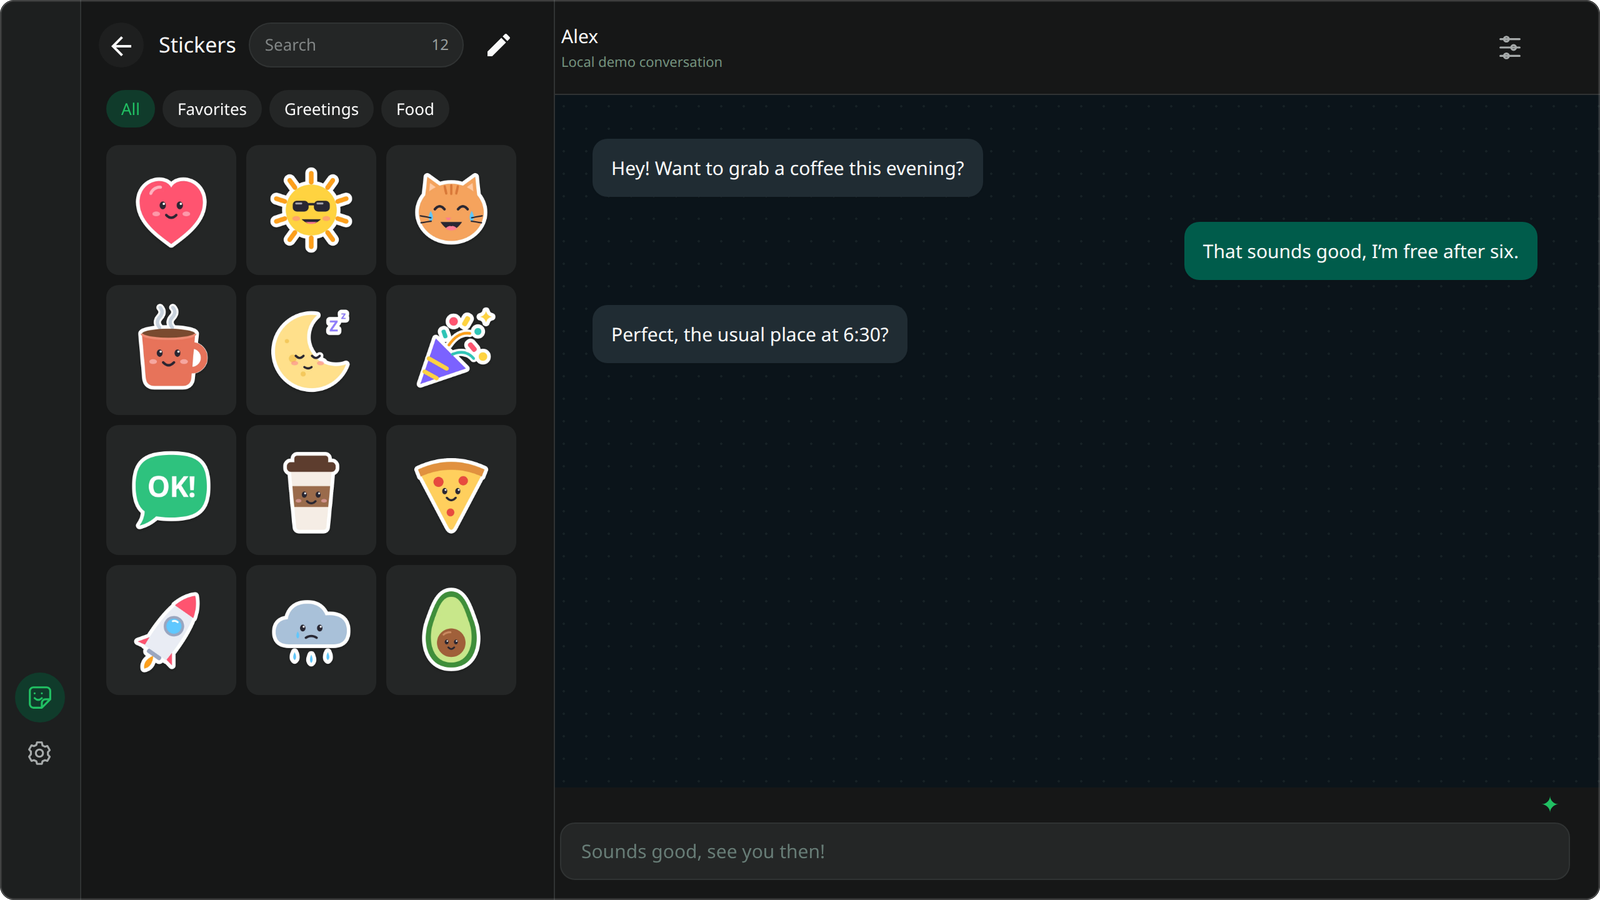 Stickers
Search
12
All
Favorites
Greetings
Food
z
z
OK!
Alex
Local demo conversation
Hey! Want to grab a coffee this evening?
That sounds good, I’m free after six.
Perfect, the usual place at 6:30?
Sounds good, see you then!